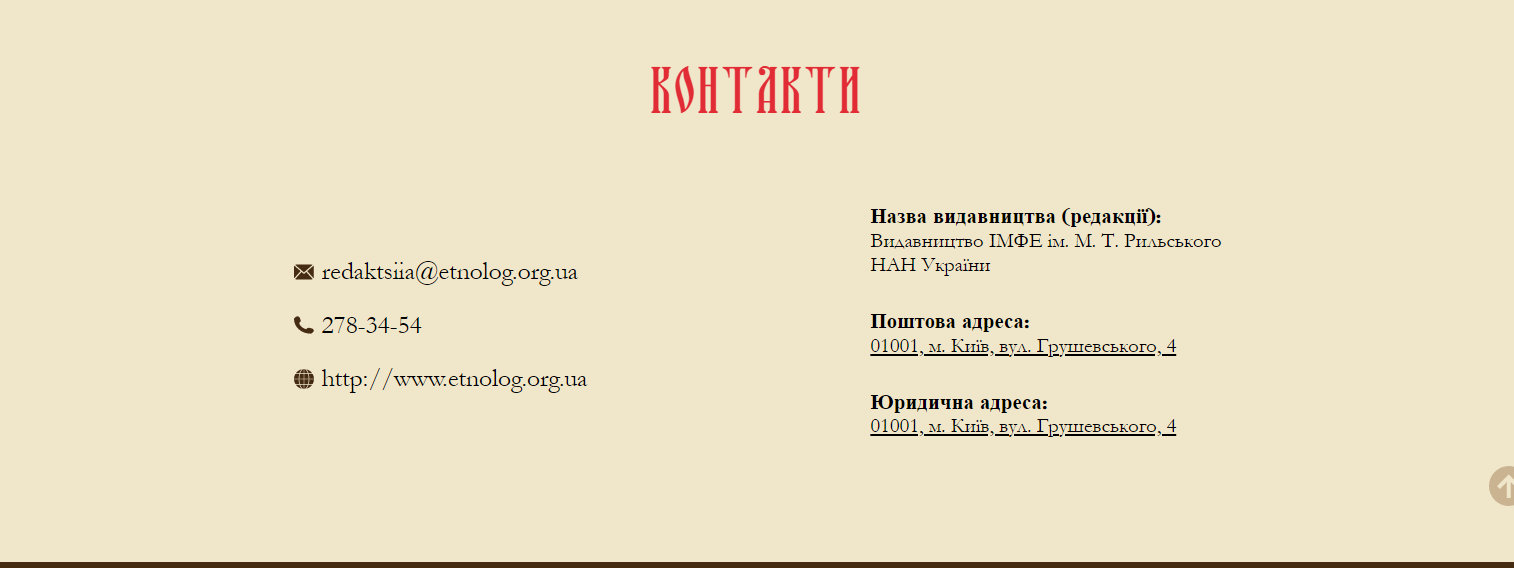 КОНТАКТИ
redaktsiia@etnolog.org.ua
278-34-54
http://www.etnolog.org.ua
Назва видавництва (редакції):
Видавництво ІМФЕ ім. М. Т. Рильського
НАН України
Поштова адреса:
01001, м. Київ, вул. Грушевського, 4
Юридична адреса:
01001, м. Київ, вул. Грушевського, 4